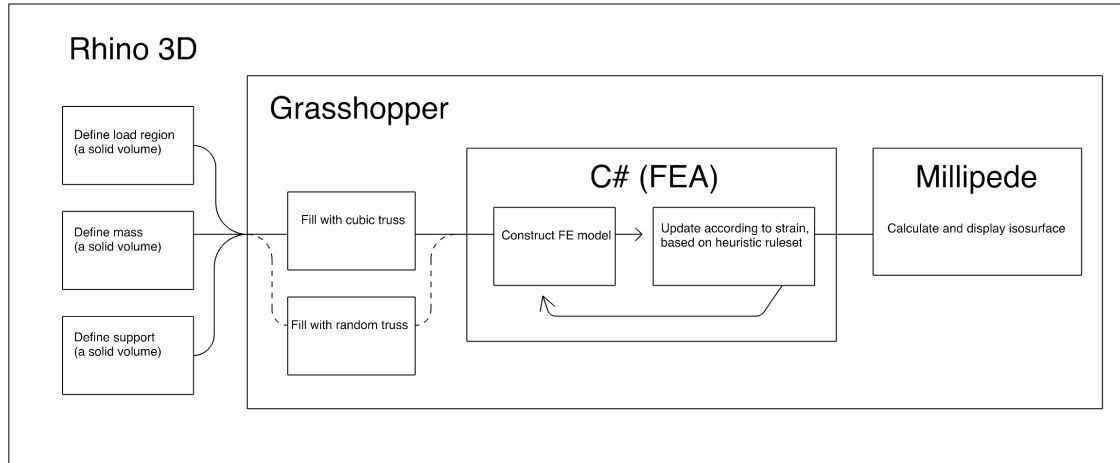 Rhino 3D
Define load region
(a solid volume)
Define mass
(a solid volume)
Define support
(a solid volume)
Grasshopper
Fill with cubic truss
Fill with random truss
C# (FEA)
Construct FE model
Update according to strain,
based on heuristic ruleset
Millipede
Calculate and display isosurface